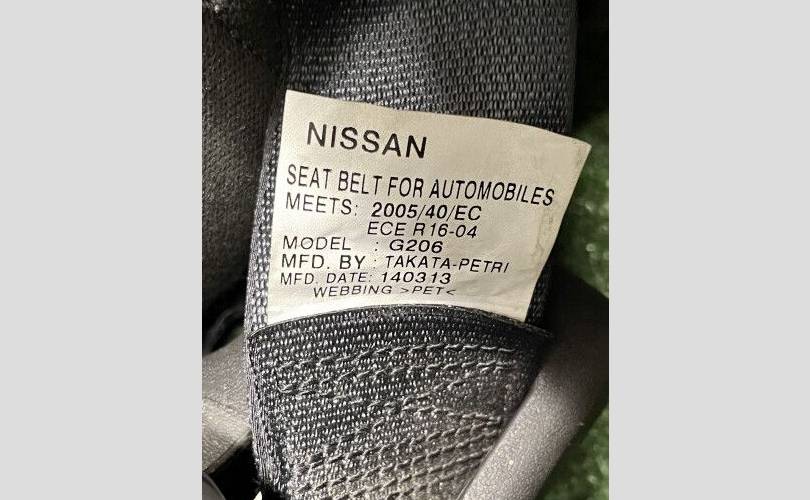 NISSAN
SEAT BELT FOR AUTOMOBILES
MEETS: 2005/40/EC
ECE R16-04
MODEL : G206
MFD. BY : TAKATA-PETRI
MFD. DATE: 140313
WEBBING >PET<